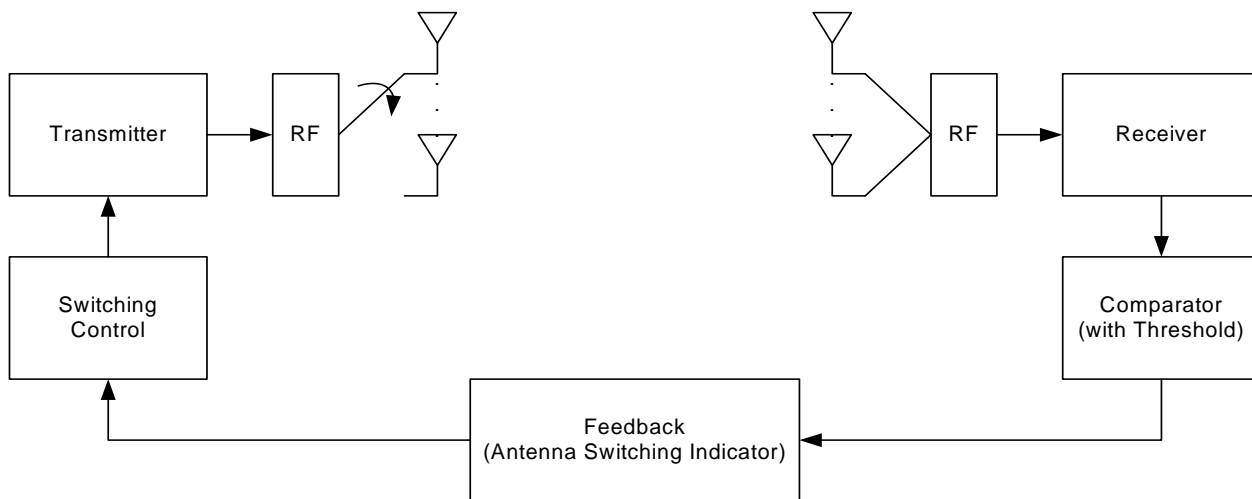 Transmitter
RF
RF
Receiver
Switching
Control
Comparator
(with Threshold)
Feedback
(Antenna Switching Indicator)